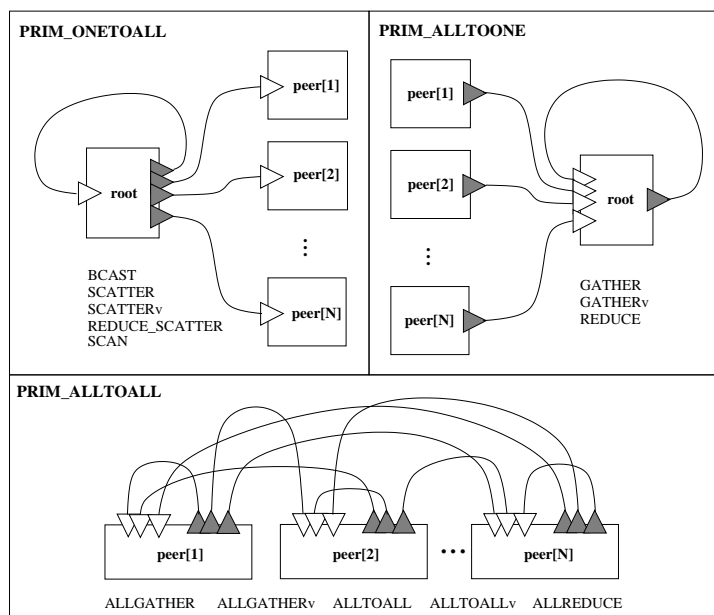 PRIM_ONETOALL
peer[1]
root
peer[2]
...
peer[N]
BCAST
SCATTER
SCATTERv
REDUCE_SCATTER
SCAN
PRIM_ALLTOONE
peer[1]
peer[2]
root
...
peer[N]
GATHER
GATHERv
REDUCE
PRIM_ALLTOALL
peer[1] peer[2] ... peer[N]
ALLGATHER ALLGATHERv ALLTOALL ALLTOALLv ALLREDUCE